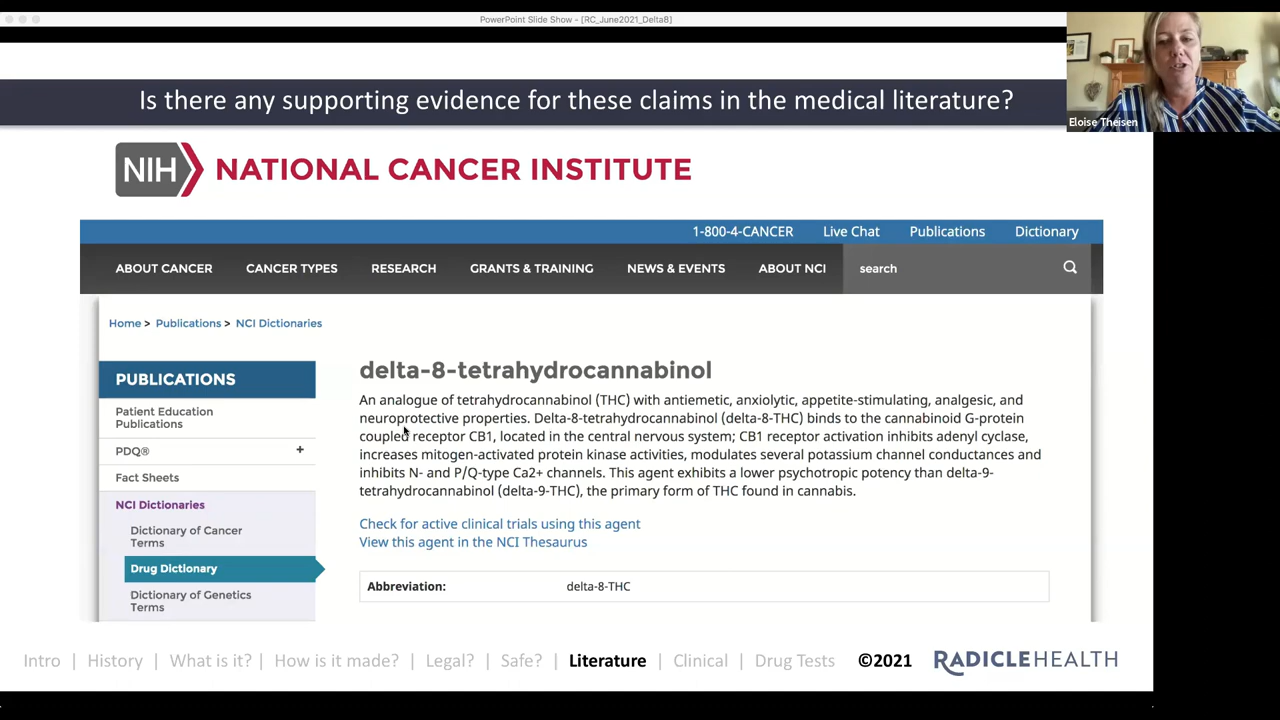 PowerPoint Slide Show - [RC_June2021_Delta8]
Eloise Theisen
Is there any supporting evidence for these claims in the medical literature?
NIH NATIONAL CANCER INSTITUTE
1-800-4-CANCER Live Chat Publications Dictionary
ABOUT CANCER CANCER TYPES RESEARCH GRANTS & TRAINING NEWS & EVENTS ABOUT NCI search
Home > Publications > NCI Dictionaries
PUBLICATIONS
Patient Education
Publications
PDQ® +
Fact Sheets
NCI Dictionaries
Dictionary of Cancer
Terms
Drug Dictionary
Dictionary of Genetics
Terms
delta-8-tetrahydrocannabinol
An analogue of tetrahydrocannabinol (THC) with antiemetic, anxiolytic, appetite-stimulating, analgesic, and
neuroprotective properties. Delta-8-tetrahydrocannabinol (delta-8-THC) binds to the cannabinoid G-protein
coupled receptor CB1, located in the central nervous system; CB1 receptor activation inhibits adenyl cyclase,
increases mitogen-activated protein kinase activities, modulates several potassium channel conductances and
inhibits N- and P/Q-type Ca2+ channels. This agent exhibits a lower psychotropic potency than delta-9-
tetrahydrocannabinol (delta-9-THC), the primary form of THC found in cannabis.
Check for active clinical trials using this agent
View this agent in the NCI Thesaurus
Abbreviation: delta-8-THC
Intro | History | What is it? | How is it made? | Legal? | Safe? | Literature | Clinical | Drug Tests ©2021 RADICLEHEALTH